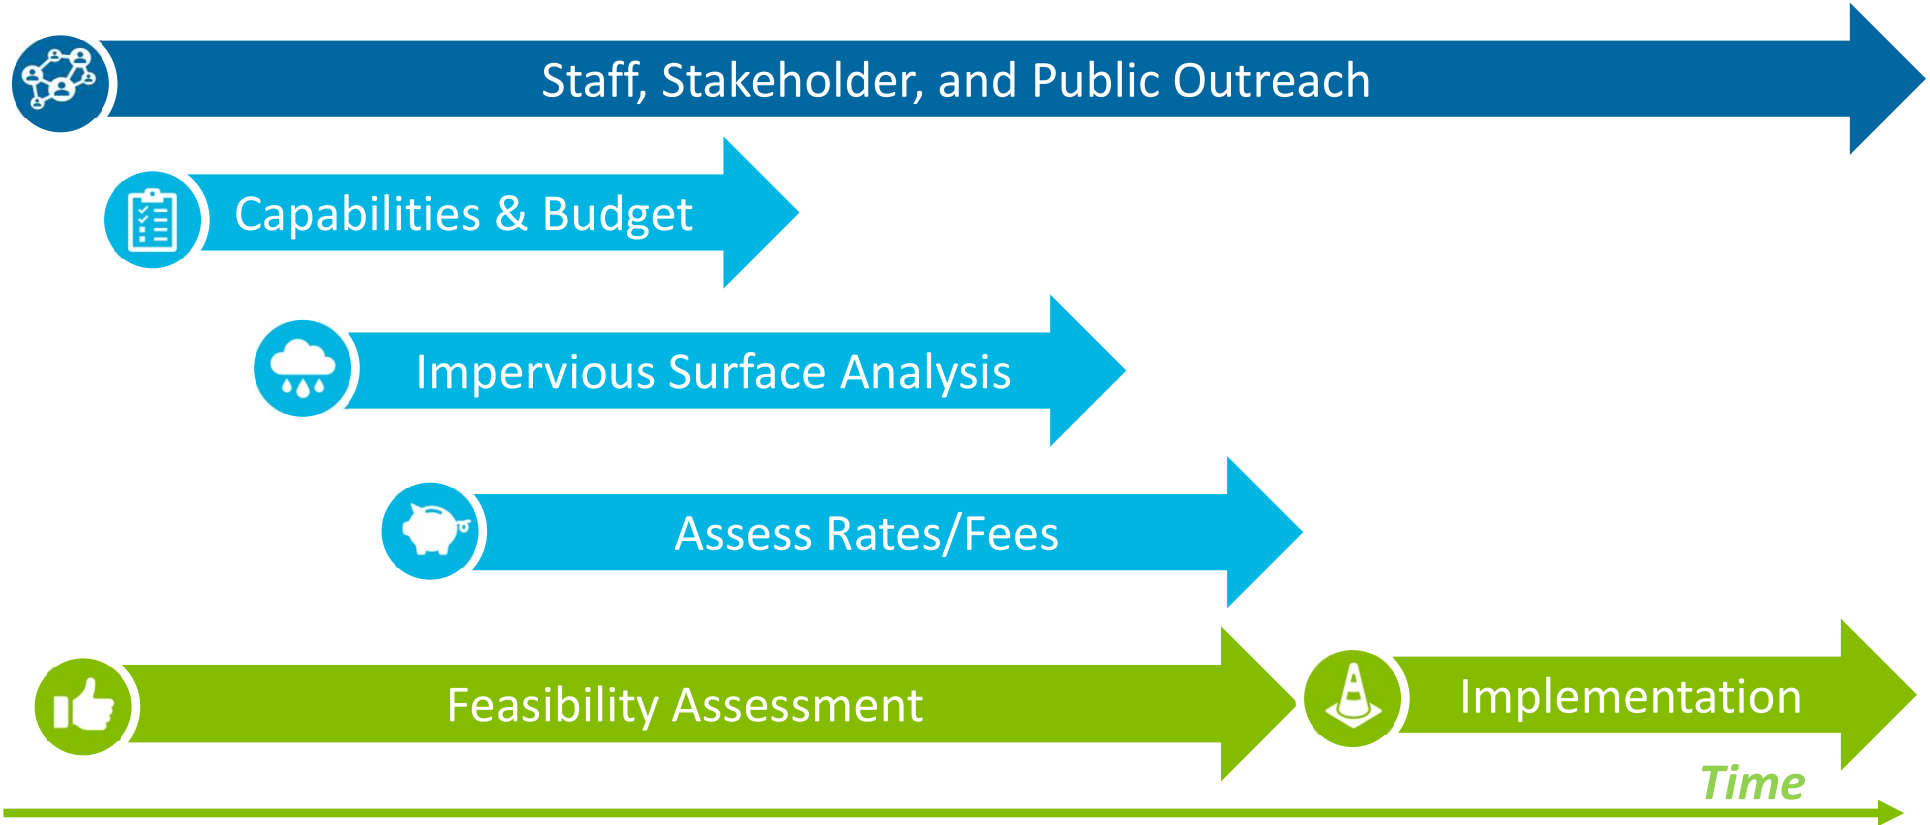 Staff, Stakeholder, and Public Outreach
Capabilities & Budget
Impervious Surface Analysis
Assess Rates/Fees
Feasibility Assessment
Implementation
Time